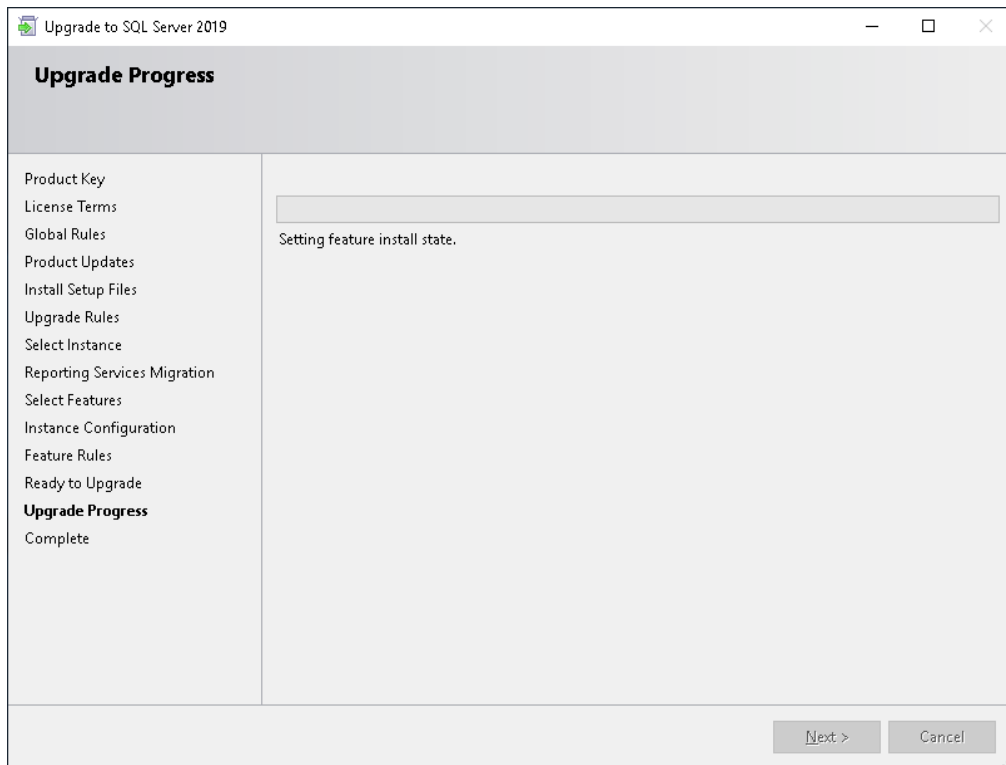 Upgrade to SQL Server 2019
Upgrade Progress
Product Key
License Terms
Global Rules
Product Updates
Install Setup Files
Upgrade Rules
Select Instance
Reporting Services Migration
Select Features
Instance Configuration
Feature Rules
Ready to Upgrade
Upgrade Progress
Complete
Setting feature install state.
Next >
Cancel